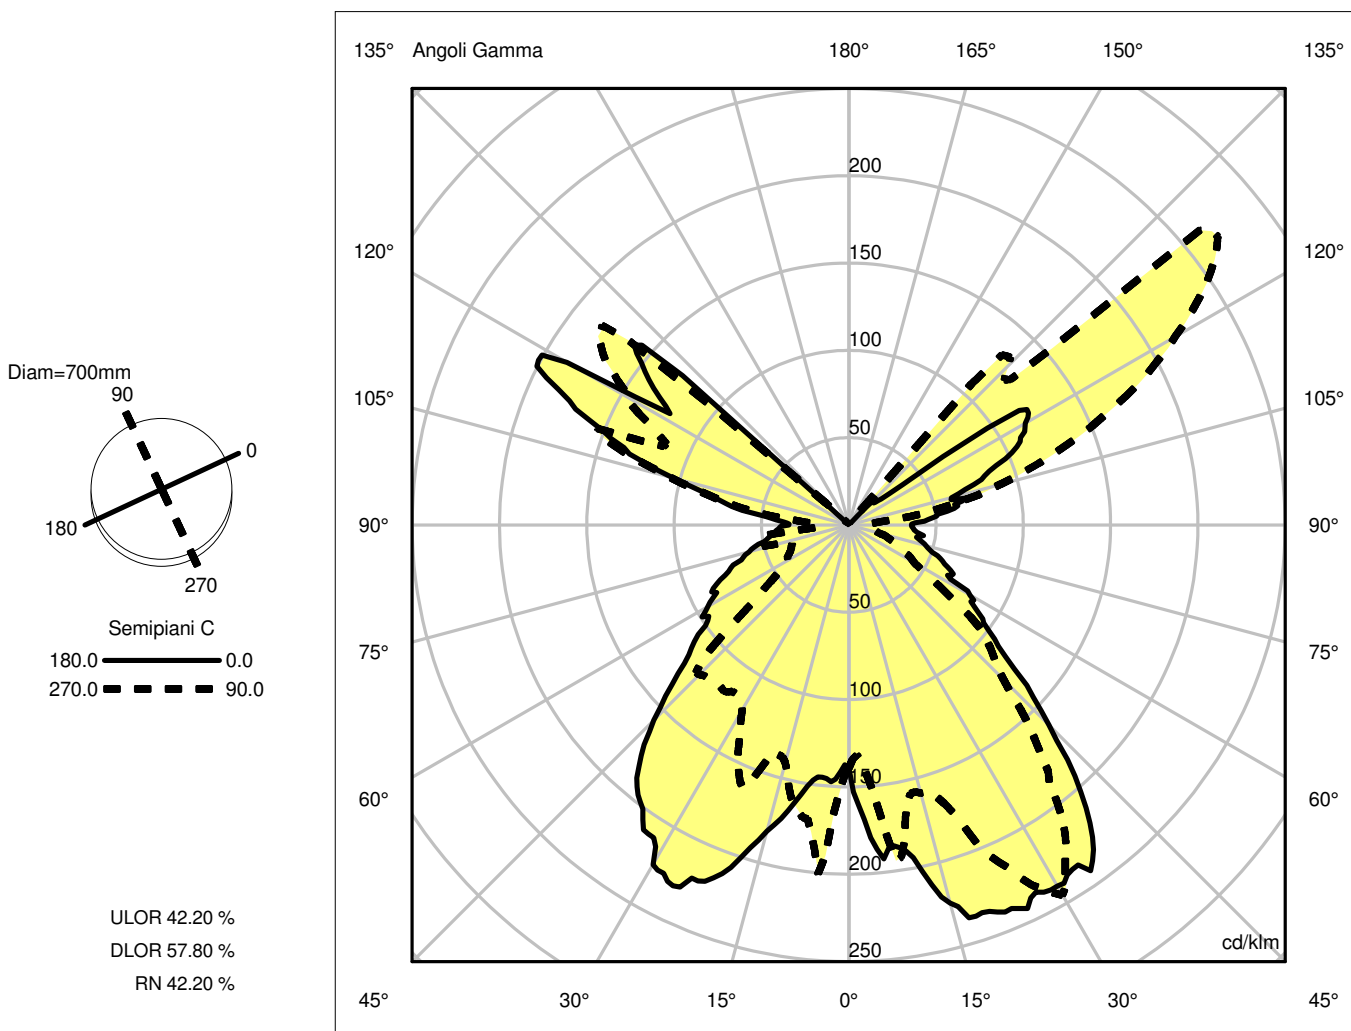 135° Angoli Gamma 180° 165° 150° 135°
200
150
120° 120°
100
Diam=700mm
90
105° 105°
50
0
180
90° 90°
270
50
Semipiani C
180.0 0.0
75° 75°
270.0 90.0
100
150
60° 60°
200
ULOR 42.20 %
DLOR 57.80 %
cd/klm
250
RN 42.20 %
45° 30° 15° 0° 15° 30° 45°